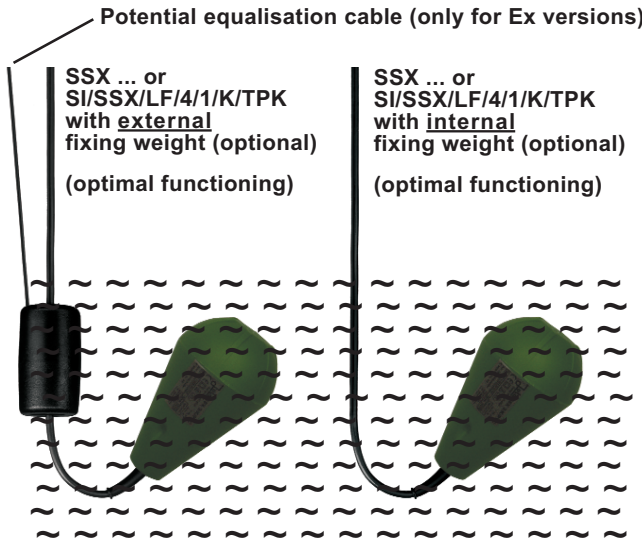 Potential equalisation cable (only for Ex versions)
SSX ... or
SI/SSX/LF/4/1/K/TPK
with external
fixing weight (optional)
(optimal functioning)
SSX ... or
SI/SSX/LF/4/1/K/TPK
with internal
fixing weight (optional)
(optimal functioning)